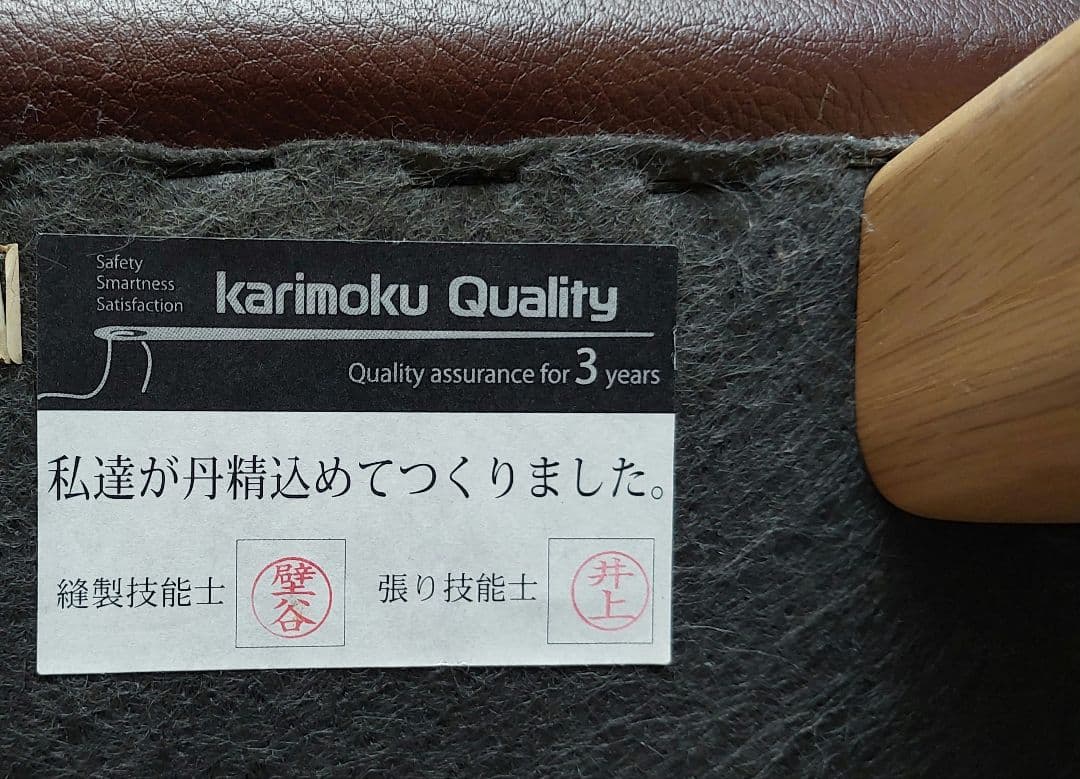 Safety
Smartness
Satisfaction
karimoku Quality
Quality assurance for 3 years
私達が丹精込めてつくりました。
縫製技能士 壁谷 張り技能士 井上